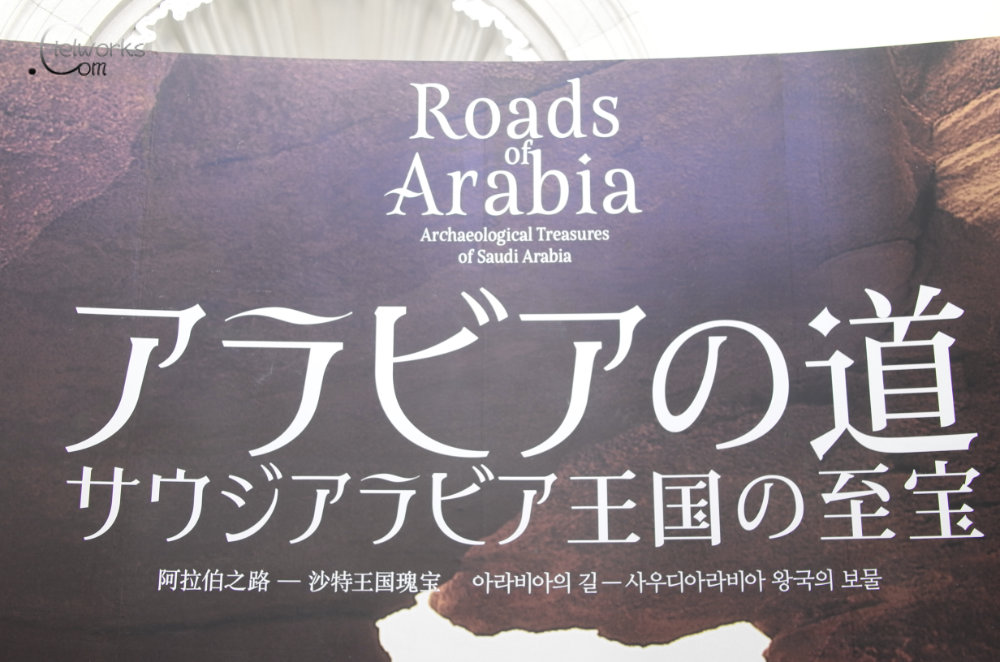 Cielworks
.Com
Roads
of
Arabia
Archaeological Treasures
of Saudi Arabia
アラビアの道
サウジアラビア王国の至宝
阿拉伯之路 — 沙特王国瑰宝 아라비아의 길 — 사우디아라비아 왕국의 보물